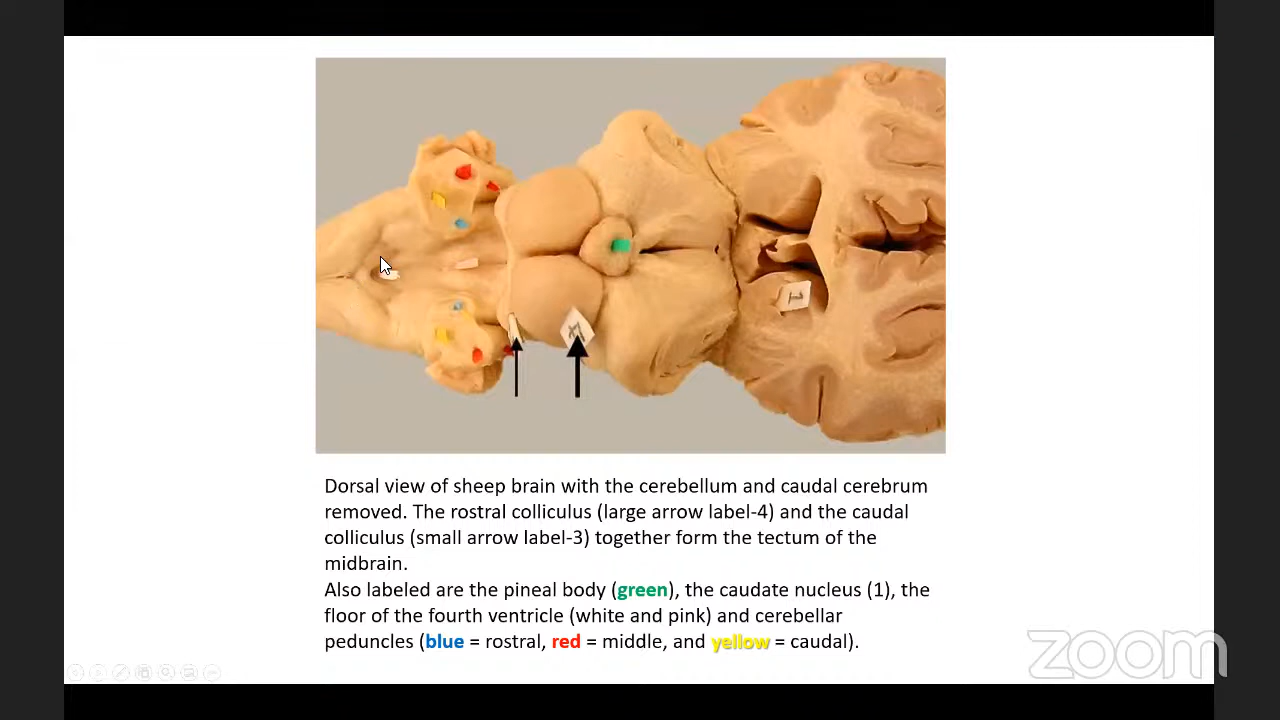 4
1
Dorsal view of sheep brain with the cerebellum and caudal cerebrum
removed. The rostral colliculus (large arrow label-4) and the caudal
colliculus (small arrow label-3) together form the tectum of the
midbrain.
Also labeled are the pineal body (green), the caudate nucleus (1), the
floor of the fourth ventricle (white and pink) and cerebellar
peduncles (blue = rostral, red = middle, and yellow = caudal).
zoom